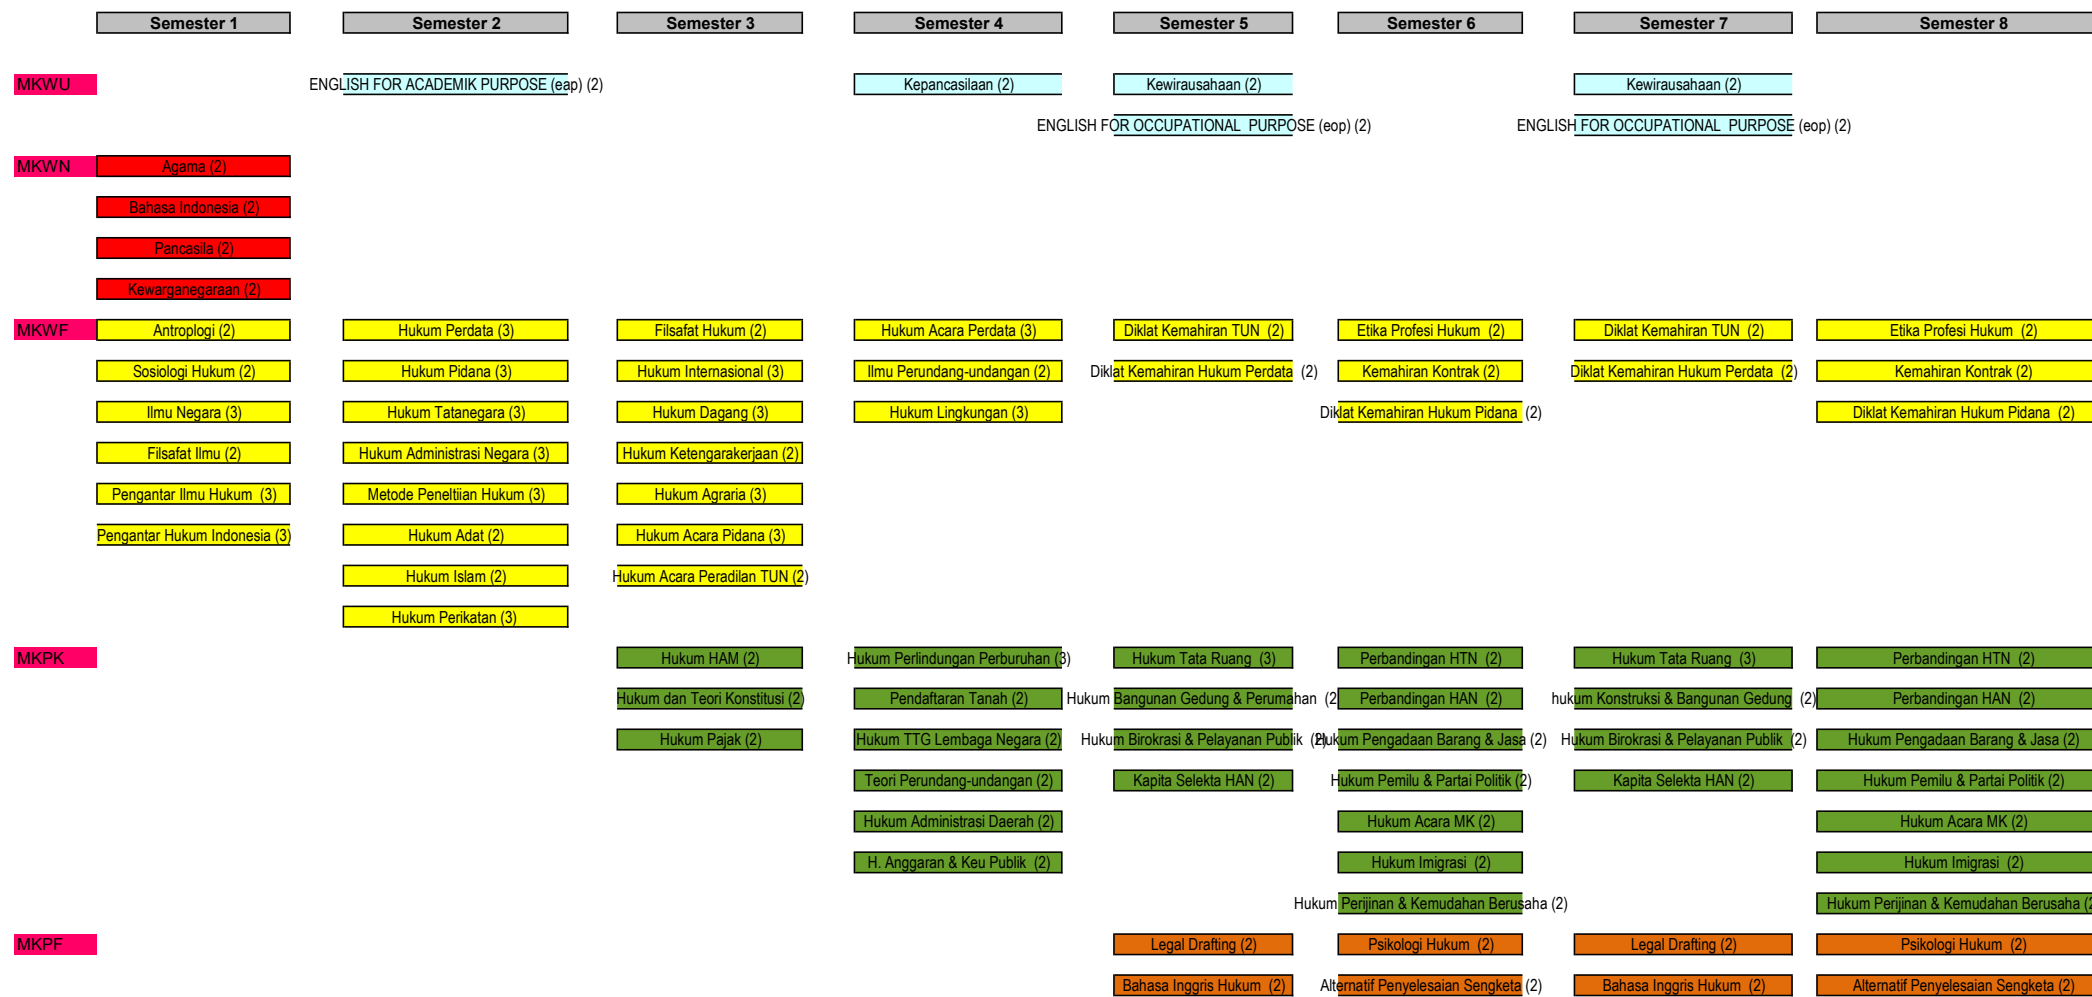 Semester 1 Semester 2 Semester 3 Semester 4 Semester 5 Semester 6 Semester 7 Semester 8
MKWU ENGLISH FOR ACADEMIK PURPOSE (eap) (2) Kepancasilaan (2) Kewirausahaan (2) Kewirausahaan (2)
ENGLISH FOR OCCUPATIONAL PURPOSE (eop) (2) ENGLISH FOR OCCUPATIONAL PURPOSE (eop) (2)
MKWN Agama (2)
Bahasa Indonesia (2)
Pancasila (2)
Kewarganegaraan (2)
MKWF Antroplogi (2) Hukum Perdata (3) Filsafat Hukum (2) Hukum Acara Perdata (3) Diklat Kemahiran TUN (2) Etika Profesi Hukum (2) Diklat Kemahiran TUN (2) Etika Profesi Hukum (2)
Sosiologi Hukum (2) Hukum Pidana (3) Hukum Internasional (3) Ilmu Perundang-undangan (2) Diklat Kemahiran Hukum Perdata (2) Kemahiran Kontrak (2) Diklat Kemahiran Hukum Perdata (2) Kemahiran Kontrak (2)
Ilmu Negara (3) Hukum Tatanegara (3) Hukum Dagang (3) Hukum Lingkungan (3) Diklat Kemahiran Hukum Pidana (2) Diklat Kemahiran Hukum Pidana (2)
Filsafat Ilmu (2) Hukum Administrasi Negara (3) Hukum Ketengarakerjaan (2)
Pengantar Ilmu Hukum (3) Metode Peneltiian Hukum (3) Hukum Agraria (3)
Pengantar Hukum Indonesia (3) Hukum Adat (2) Hukum Acara Pidana (3)
Hukum Islam (2) Hukum Acara Peradilan TUN (2)
Hukum Perikatan (3)
MKPK Hukum HAM (2) Hukum Perlindungan Perburuhan (3) Hukum Tata Ruang (3) Perbandingan HTN (2) Hukum Tata Ruang (3) Perbandingan HTN (2)
Hukum dan Teori Konstitusi (2) Pendaftaran Tanah (2) Hukum Bangunan Gedung & Perumahan (2 Perbandingan HAN (2) hukum Konstruksi & Bangunan Gedung (2) Perbandingan HAN (2)
Hukum Pajak (2) Hukum TTG Lembaga Negara (2) Hukum Birokrasi & Pelayanan Publik (2) Hukum Pengadaan Barang & Jasa (2) Hukum Birokrasi & Pelayanan Publik (2) Hukum Pengadaan Barang & Jasa (2)
Teori Perundang-undangan (2) Kapita Selekta HAN (2) Hukum Pemilu & Partai Politik (2) Kapita Selekta HAN (2) Hukum Pemilu & Partai Politik (2)
Hukum Administrasi Daerah (2) Hukum Acara MK (2) Hukum Acara MK (2)
H. Anggaran & Keu Publik (2) Hukum Imigrasi (2) Hukum Imigrasi (2)
Hukum Perijinan & Kemudahan Berusaha (2) Hukum Perijinan & Kemudahan Berusaha (2
MKPF Legal Drafting (2) Psikologi Hukum (2) Legal Drafting (2) Psikologi Hukum (2)
Bahasa Inggris Hukum (2) Alternatif Penyelesaian Sengketa (2) Bahasa Inggris Hukum (2) Alternatif Penyelesaian Sengketa (2)